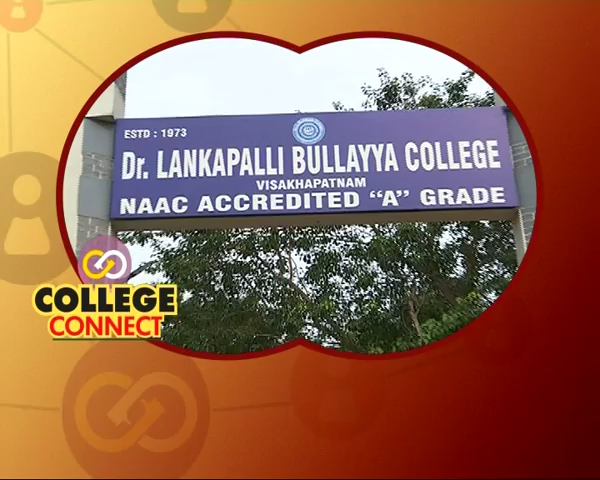 ESTD : 1973
Dr. LANKAPALLI BULLAYYA COLLEGE
VISAKHAPATNAM
NAAC ACCREDITED “A” GRADE
COLLEGE
CONNECT